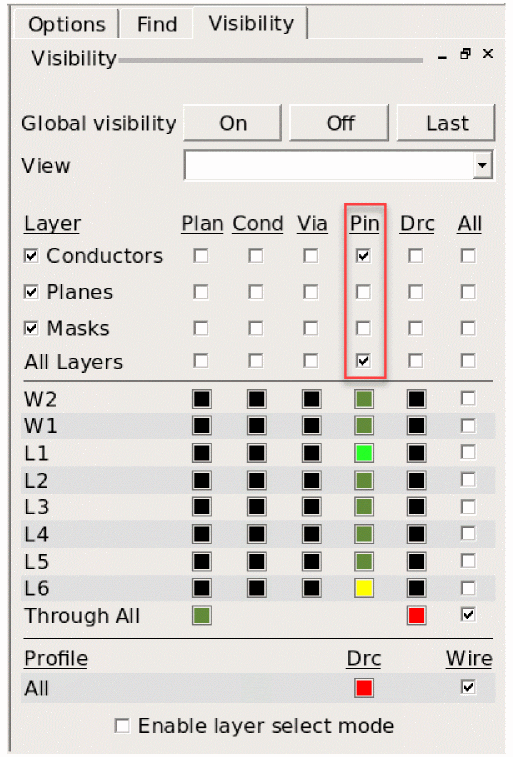 Options Find Visibility
Visibility
Global visibility On Off Last
View
Layer Plan Cond Via Pin Drc All
Conductors
Planes
Masks
All Layers
W2
W1
L1
L2
L3
L4
L5
L6
Through All
Profile Drc Wire
All
Enable layer select mode